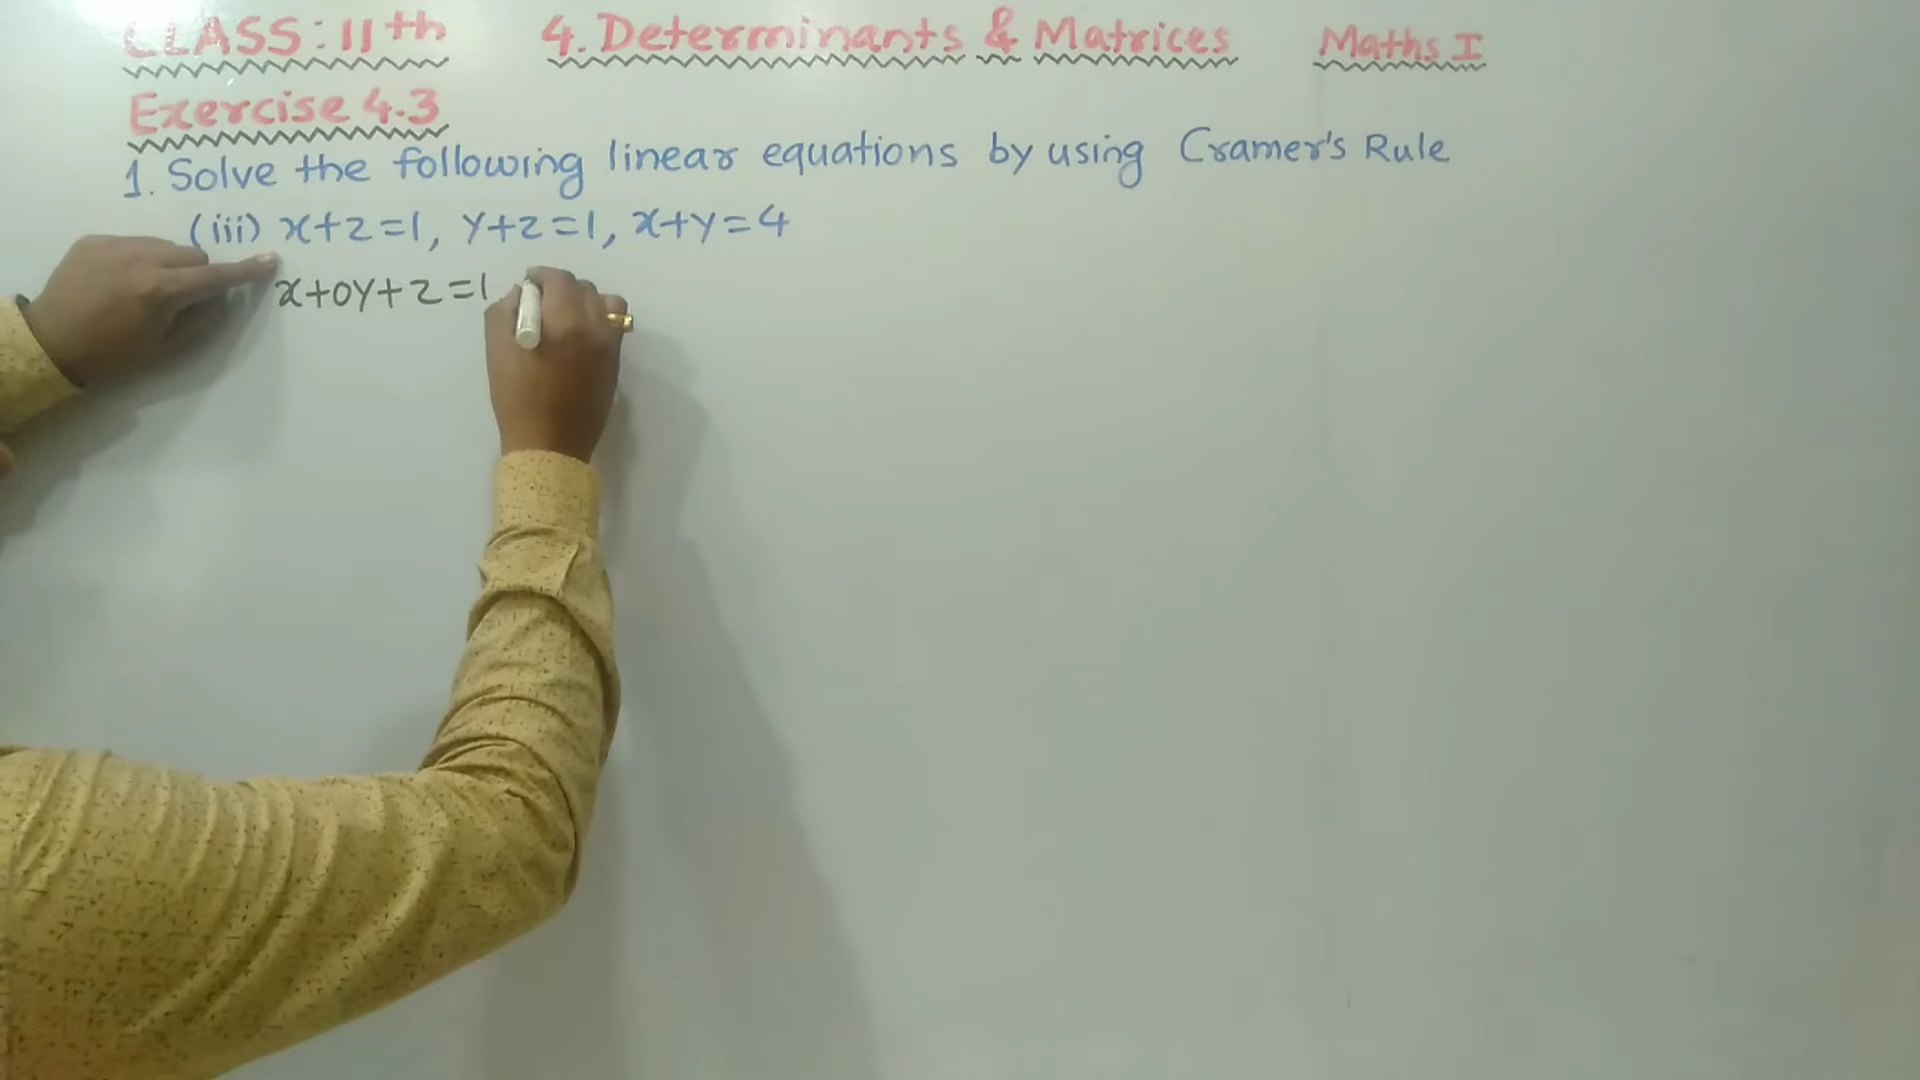 CLASS: 11th 4. Determinants & Matrices Maths I
Exercise 4.3
1. Solve the following linear equations by using Cramer's Rule
(iii) x+z=1, y+z=1, x+y=4
x+0y+z=1